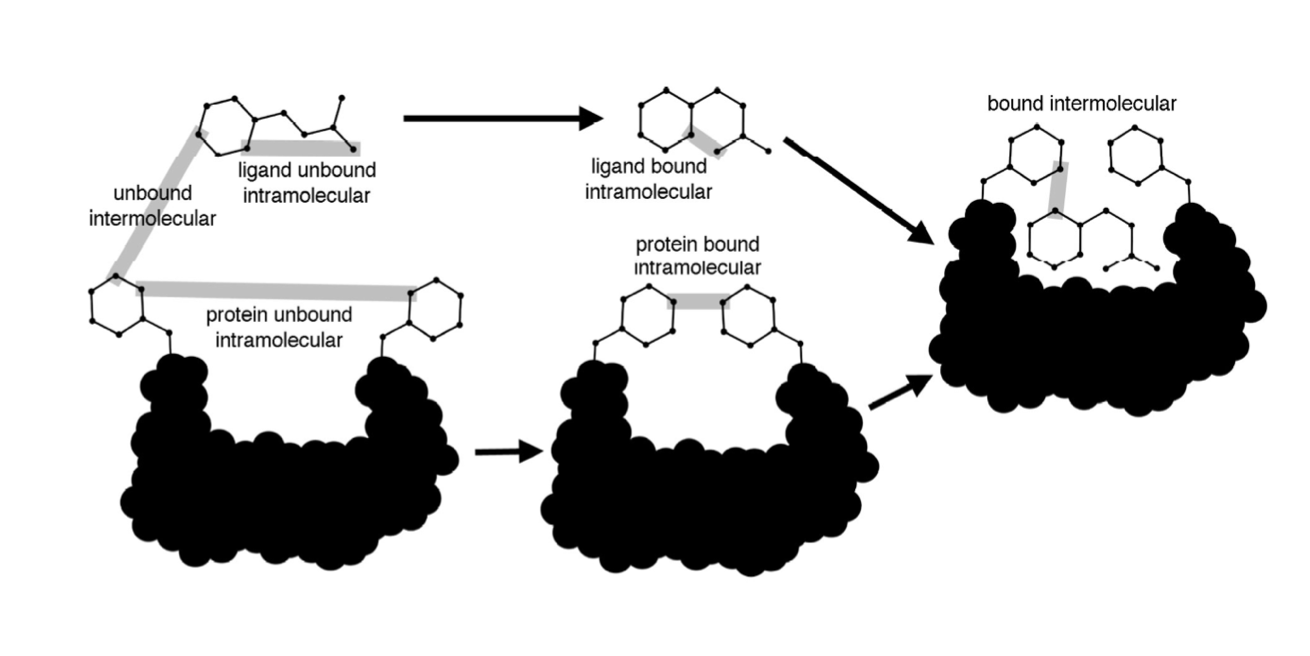 bound intermolecular
ligand unbound
intramolecular
ligand bound
intramolecular
unbound
intermolecular
protein bound
intramolecular
protein unbound
intramolecular